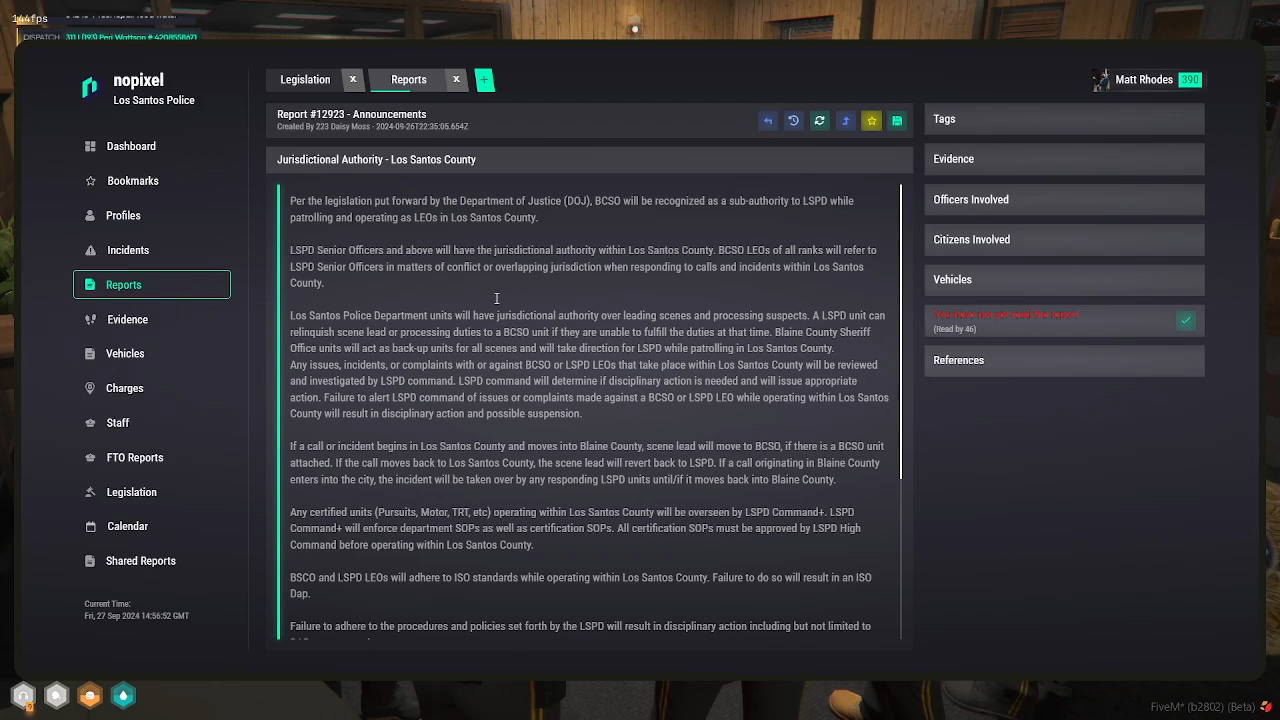 144fps
DISPATCH 311 | (193) Peri Wattson # 4208558671
nopixel
Los Santos Police
Legislation x Reports x +
Matt Rhodes 390
Report #12923 - Announcements
Created By 223 Daisy Moss · 2024-09-26T22:35:05.654Z
Jurisdictional Authority - Los Santos County
Dashboard
Bookmarks
Profiles
Incidents
Reports
Evidence
Vehicles
Charges
Staff
FTO Reports
Legislation
Calendar
Shared Reports
Current Time:
Fri, 27 Sep 2024 14:56:52 GMT
Per the legislation put forward by the Department of Justice (DOJ), BCSO will be recognized as a sub-authority to LSPD while
patrolling and operating as LEOs in Los Santos County.
LSPD Senior Officers and above will have the jurisdictional authority within Los Santos County. BCSO LEOs of all ranks will refer to
LSPD Senior Officers in matters of conflict or overlapping jurisdiction when responding to calls and incidents within Los Santos
County.
Los Santos Police Department units will have jurisdictional authority over leading scenes and processing suspects. A LSPD unit can
relinquish scene lead or processing duties to a BCSO unit if they are unable to fulfill the duties at that time. Blaine County Sheriff
Office units will act as back-up units for all scenes and will take direction for LSPD while patrolling in Los Santos County.
Any issues, incidents, or complaints with or against BCSO or LSPD LEOs that take place within Los Santos County will be reviewed
and investigated by LSPD command. LSPD command will determine if disciplinary action is needed and will issue appropriate
action. Failure to alert LSPD command of issues or complaints made against a BCSO or LSPD LEO while operating within Los Santos
County will result in disciplinary action and possible suspension.
If a call or incident begins in Los Santos County and moves into Blaine County, scene lead will move to BCSO, if there is a BCSO unit
attached. If the call moves back to Los Santos County, the scene lead will revert back to LSPD. If a call originating in Blaine County
enters into the city, the incident will be taken over by any responding LSPD units until/if it moves back into Blaine County.
Any certified units (Pursuits, Motor, TRT, etc) operating within Los Santos County will be overseen by LSPD Command+. LSPD
Command+ will enforce department SOPs as well as certification SOPs. All certification SOPs must be approved by LSPD High
Command before operating within Los Santos County.
BSCO and LSPD LEOs will adhere to ISO standards while operating within Los Santos County. Failure to do so will result in an ISO
Dap.
Failure to adhere to the procedures and policies set forth by the LSPD will result in disciplinary action including but not limited to
Tags
Evidence
Officers Involved
Citizens Involved
Vehicles
You have not yet read this report
(Read by 46)
References
FiveM* (b2802) (Beta)